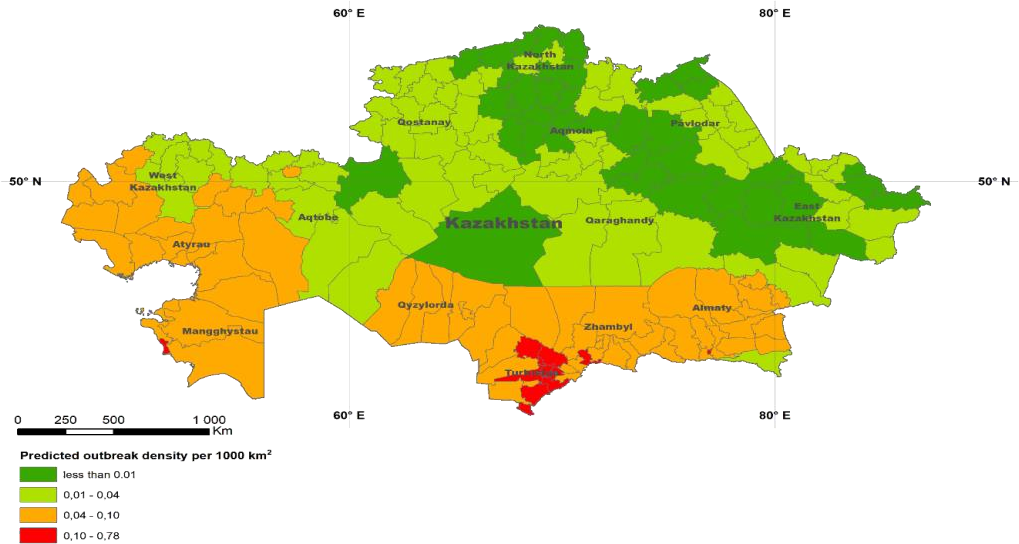 60° E 80° E
North
Kazakhstan
Qostanay
Aqmola
Pavlodar
50° N
50° N
West
Kazakhstan
East
Kazakhstan
Aqtobe
Kazakhstan
Qaraghandy
Atyrau
Qyzylorda
Almaty
Mangghystau
Zhambyl
60° E 80° E
0 250 500 1 000
Km
Predicted outbreak density per 1000 km²
less than 0.01
0,01 - 0,04
0,04 - 0,10
0,10 - 0,78